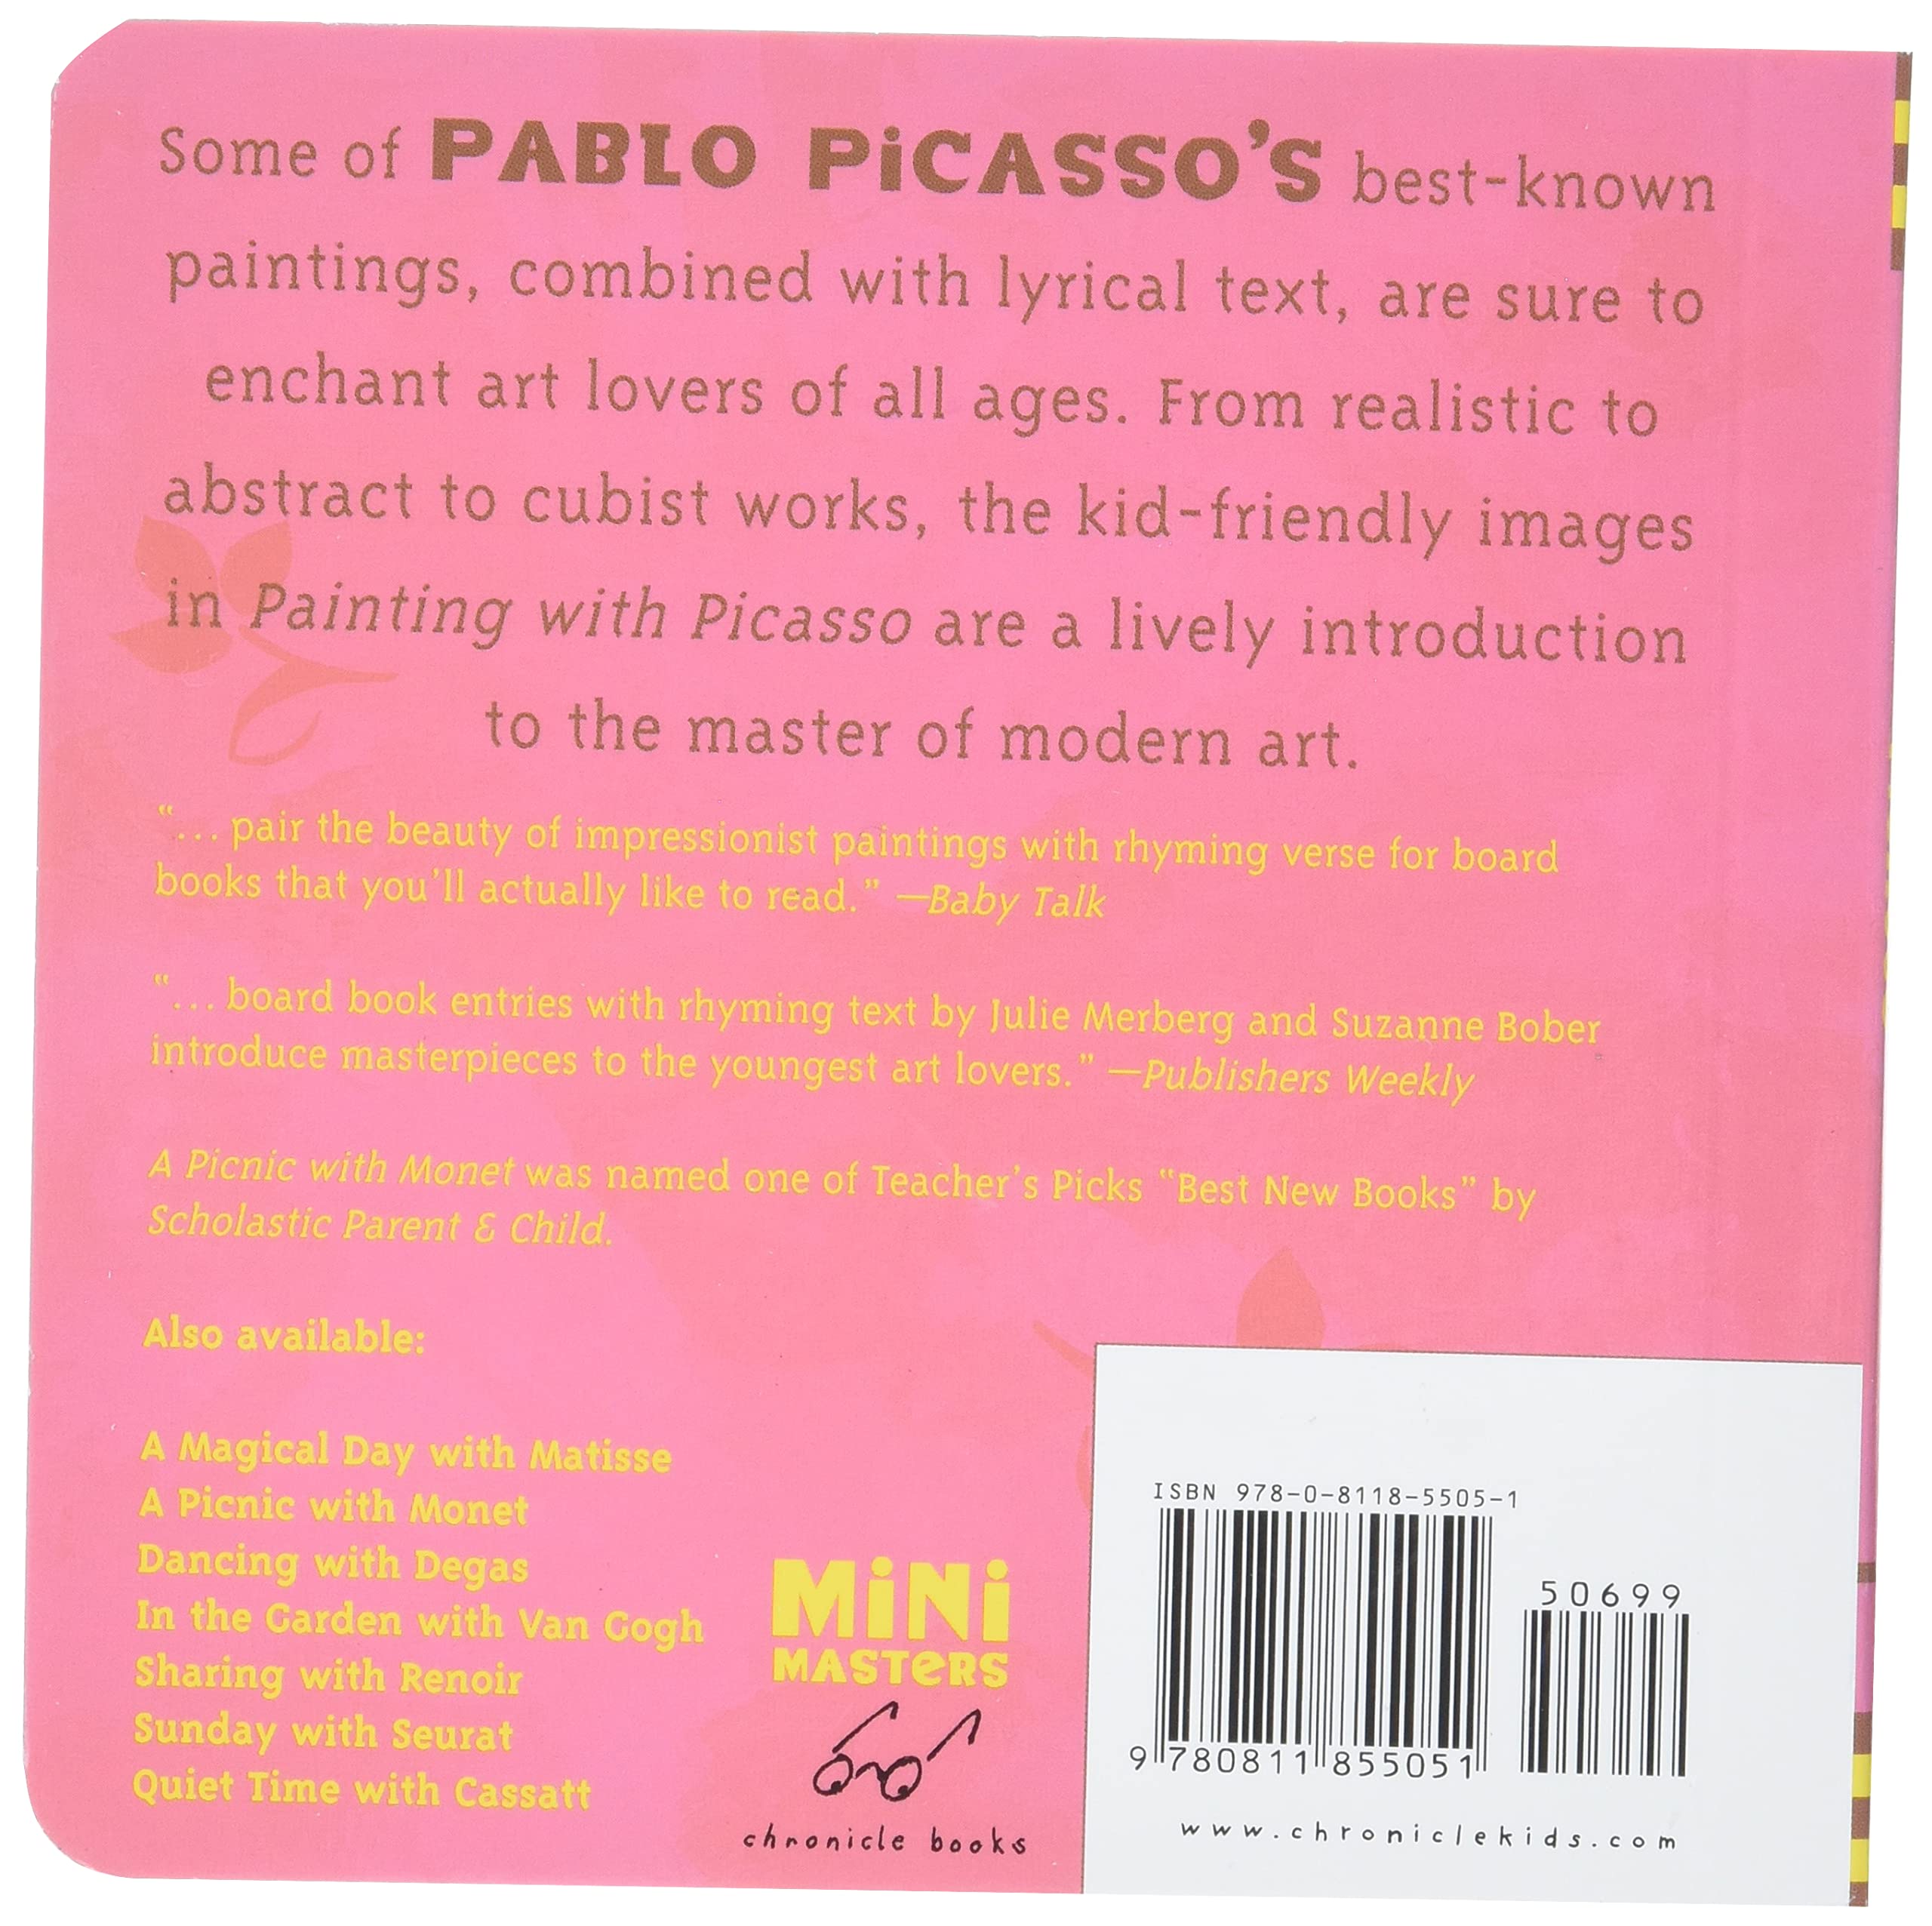 Some of PABLO PiCASSO'S best-known
paintings, combined with lyrical text, are sure to
enchant art lovers of all ages. From realistic to
abstract to cubist works, the kid-friendly images
in Painting with Picasso are a lively introduction
to the master of modern art.
“... pair the beauty of impressionist paintings with rhyming verse for board
books that you'll actually like to read.” —Baby Talk
“... board book entries with rhyming text by Julie Merberg and Suzanne Bober
introduce masterpieces to the youngest art lovers.” —Publishers Weekly
A Picnic with Monet was named one of Teacher's Picks “Best New Books” by
Scholastic Parent & Child.
Also available:
A Magical Day with Matisse
A Picnic with Monet
Dancing with Degas
In the Garden with Van Gogh
Sharing with Renoir
Sunday with Seurat
Quiet Time with Cassatt
MiNi
MASTeRS
chronicle books
ISBN 978-0-8118-5505-1
50699
9 780811 855051
www.chroniclekids.com